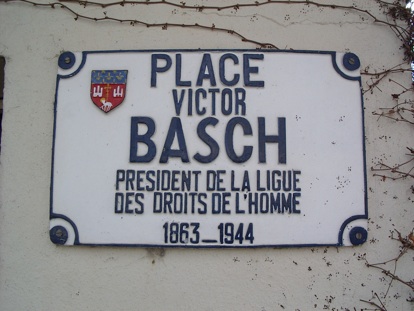 PLACE
VICTOR
BASCH
PRESIDENT DE LA LIGUE
DES DROITS DE L'HOMME
1863_1944